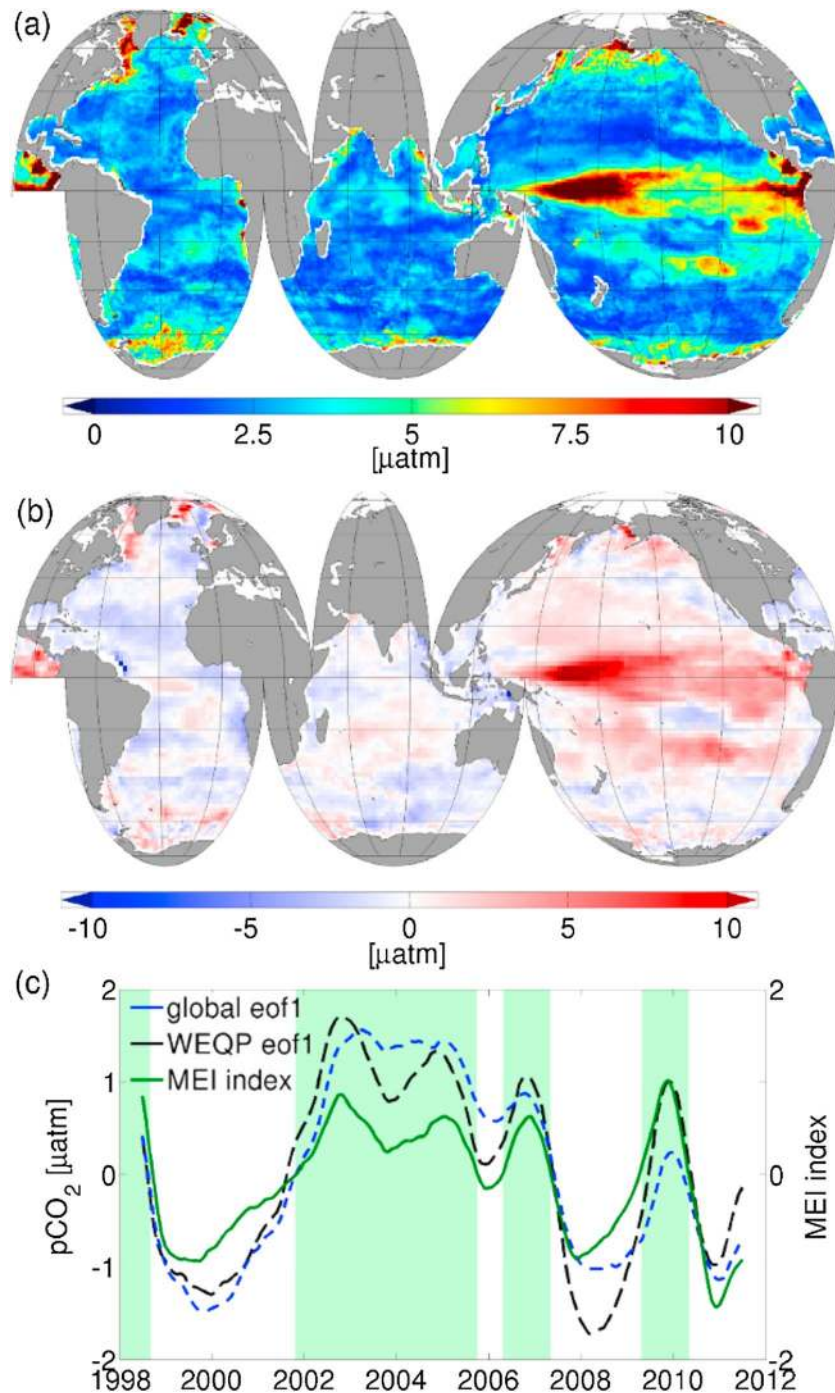 (a)
0 2.5 5 7.5 10
[μatm]
(b)
-10 -5 0 5 10
[μatm]
(c)
2 2
global eof1
WEQP eof1
MEI index
1 1
0 0
-1 -1
-2 -2
pCO2 [μatm]
MEI index
1998 2000 2002 2004 2006 2008 2010 2012